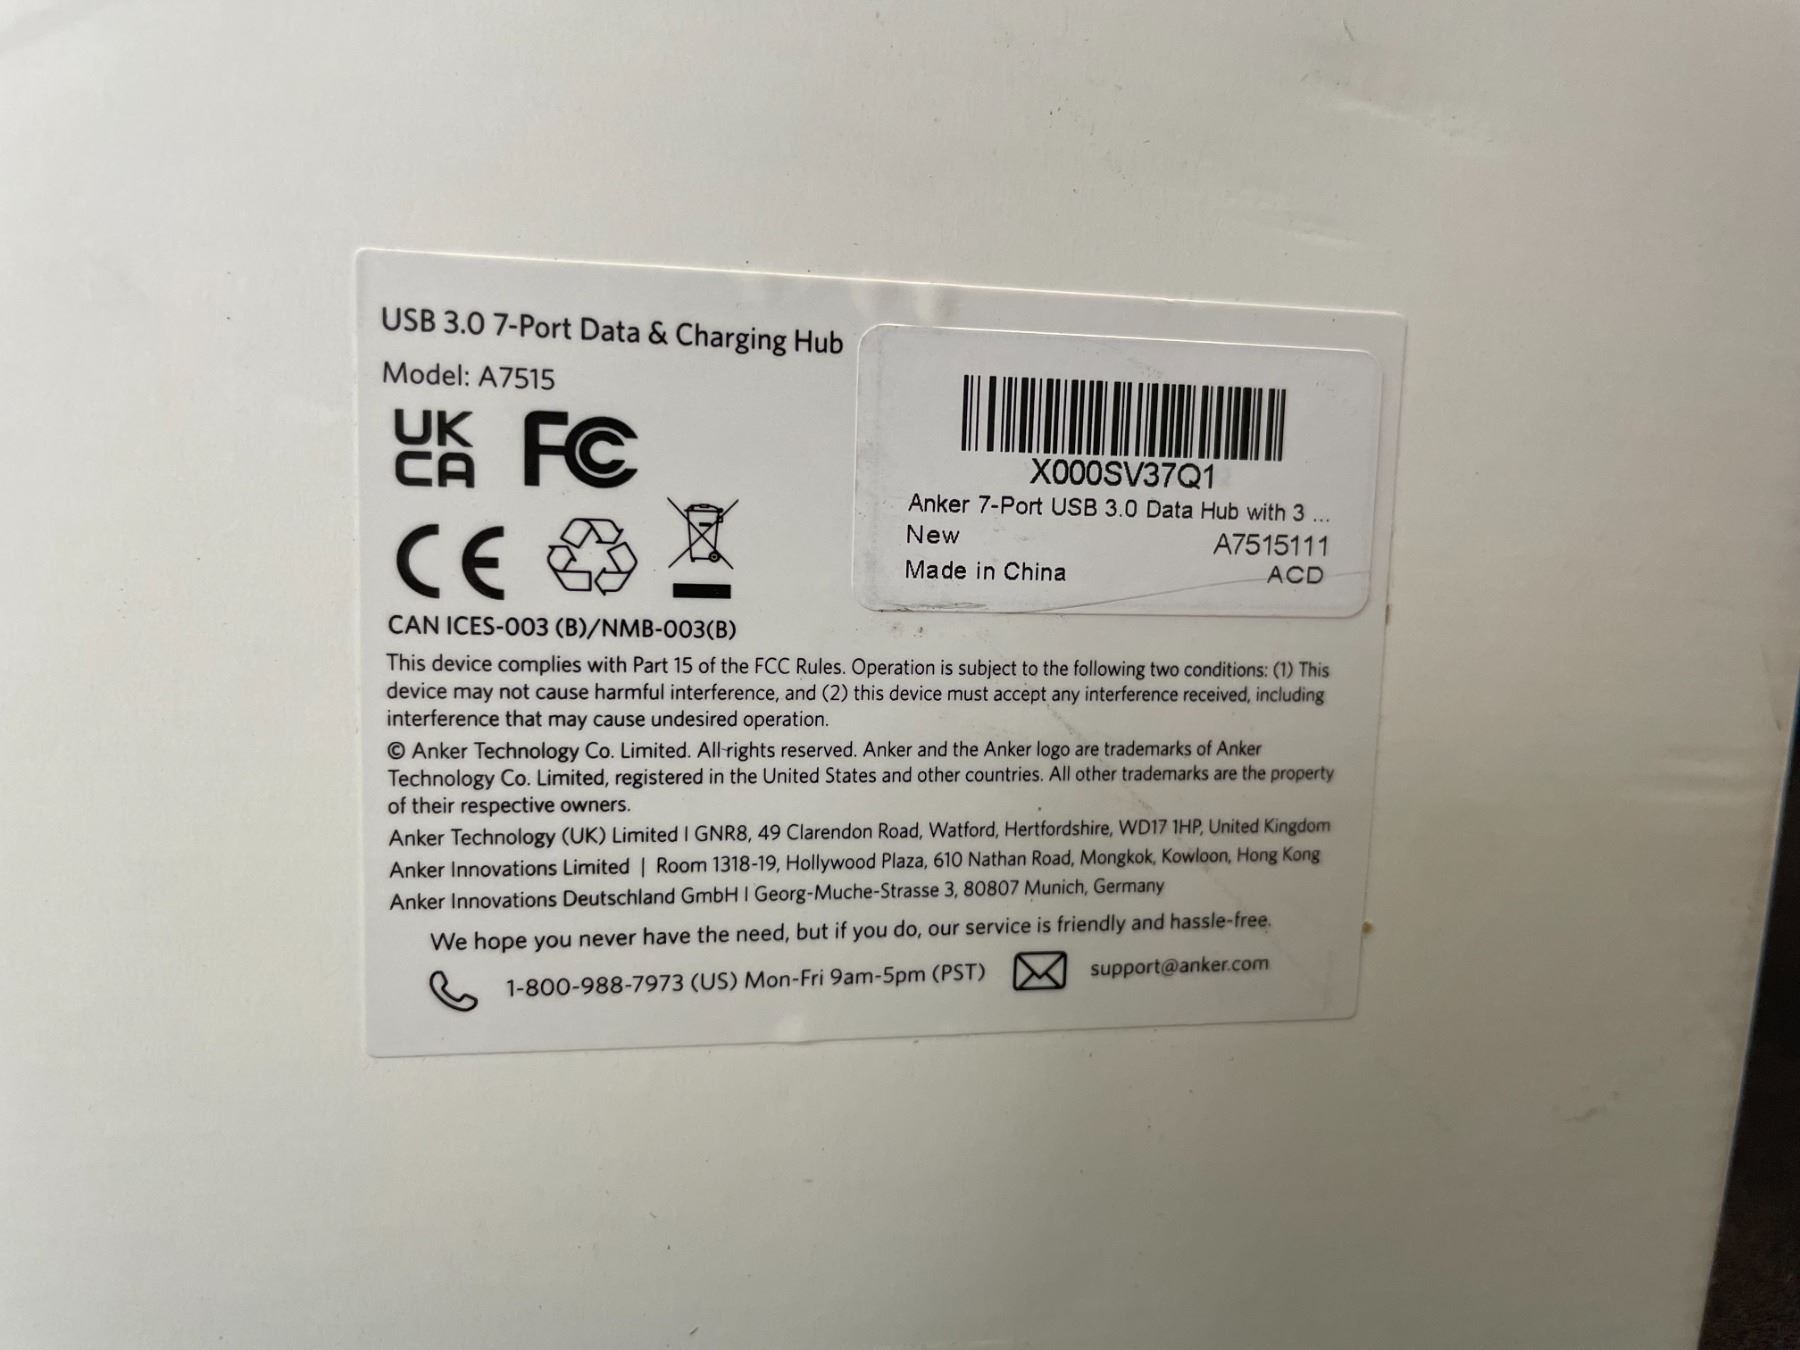 USB 3.0 7-Port Data & Charging Hub
Model: A7515
UK
CA
FC
CE
X000SV37Q1
Anker 7-Port USB 3.0 Data Hub with 3 ...
New A7515111
Made in China ACD
CAN ICES-003 (B)/NMB-003(B)
This device complies with Part 15 of the FCC Rules. Operation is subject to the following two conditions: (1) This
device may not cause harmful interference, and (2) this device must accept any interference received, including
interference that may cause undesired operation.
© Anker Technology Co. Limited. All rights reserved. Anker and the Anker logo are trademarks of Anker
Technology Co. Limited, registered in the United States and other countries. All other trademarks are the property
of their respective owners.
Anker Technology (UK) Limited I GNR8, 49 Clarendon Road, Watford, Hertfordshire, WD17 1HP, United Kingdom
Anker Innovations Limited | Room 1318-19, Hollywood Plaza, 610 Nathan Road, Mongkok, Kowloon, Hong Kong
Anker Innovations Deutschland GmbH I Georg-Muche-Strasse 3, 80807 Munich, Germany
We hope you never have the need, but if you do, our service is friendly and hassle-free.
1-800-988-7973 (US) Mon-Fri 9am-5pm (PST) support@anker.com